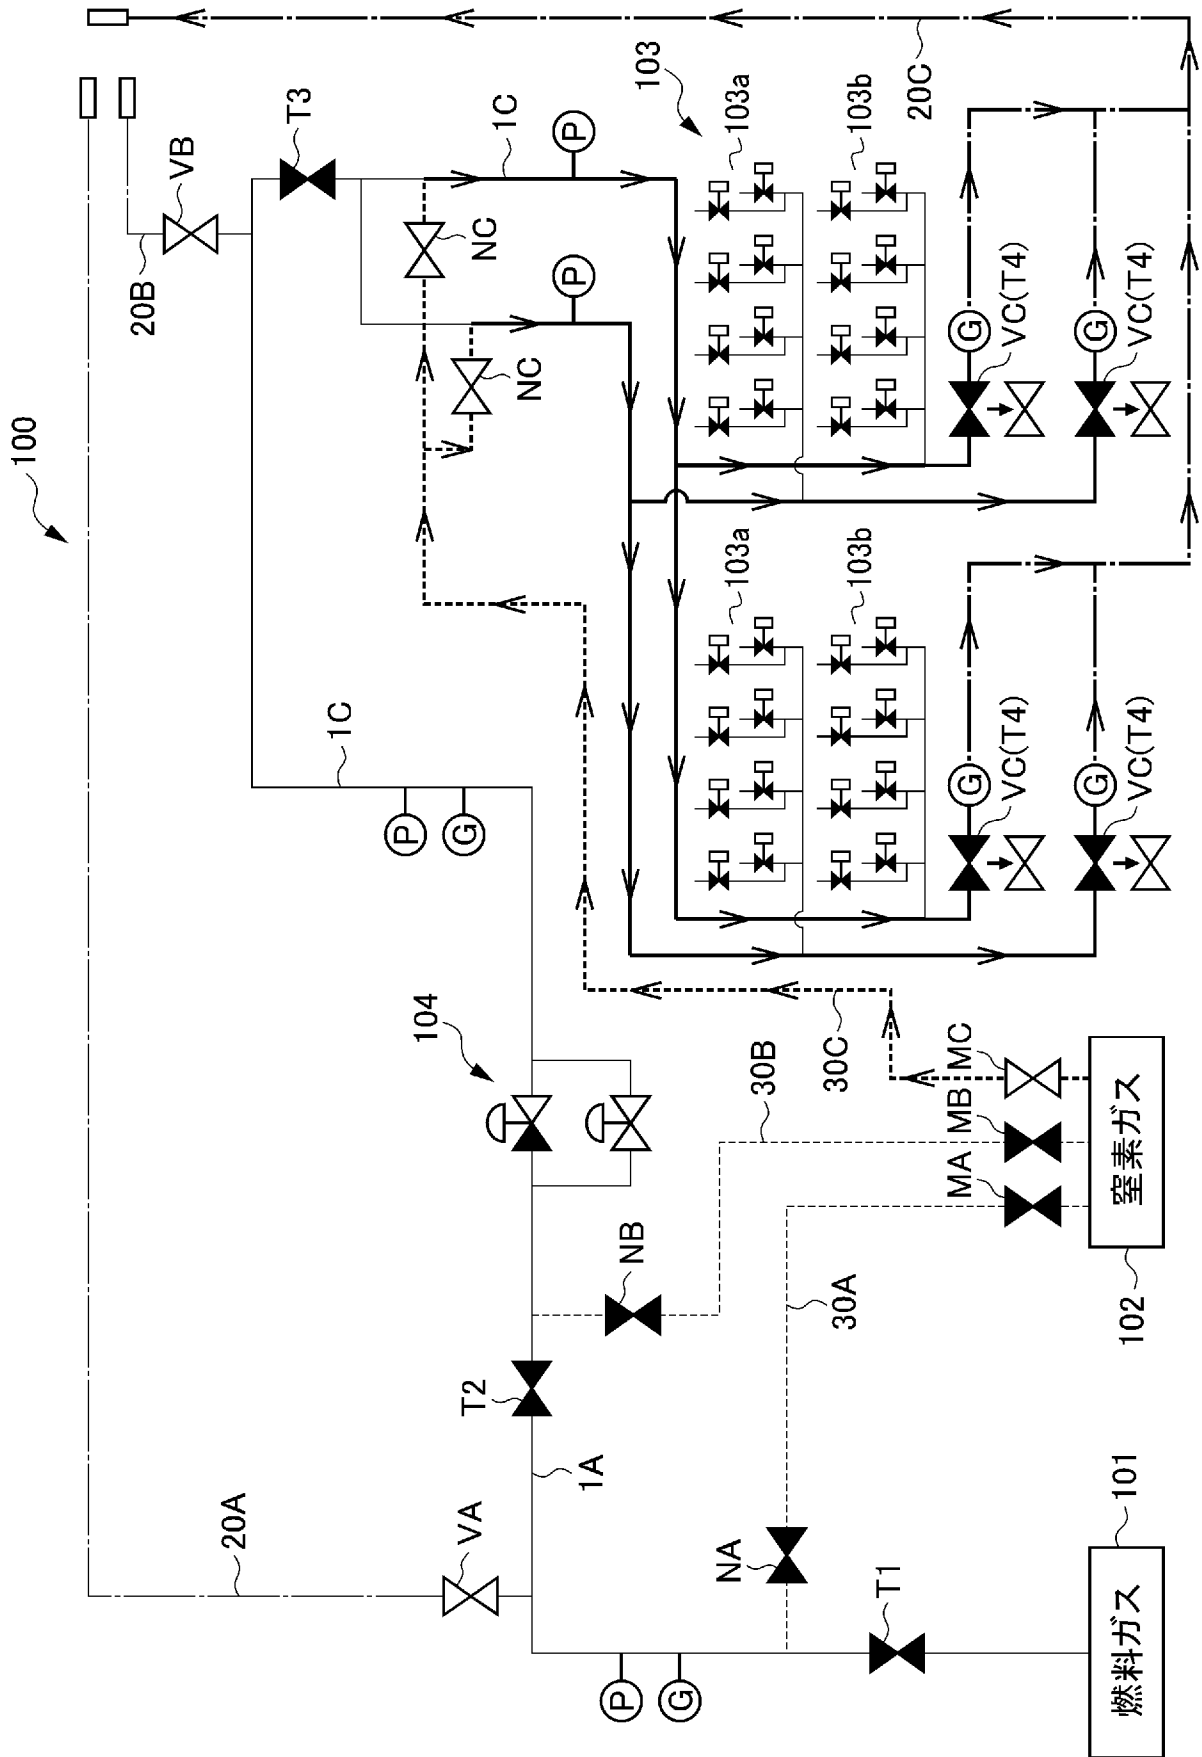 100
20B
VB
20A
T3
1C
P
G
104
VA
T2
NC
1C
NC
P
P
1A
P
NB
103
G
NA
103a
103a
30B
30A
30C
103b
103b
T1
20C
MA
MB
MC
G
G
VC(T4)
VC(T4)
G
G
VC(T4)
VC(T4)
101
燃料ガス
102
窒素ガス